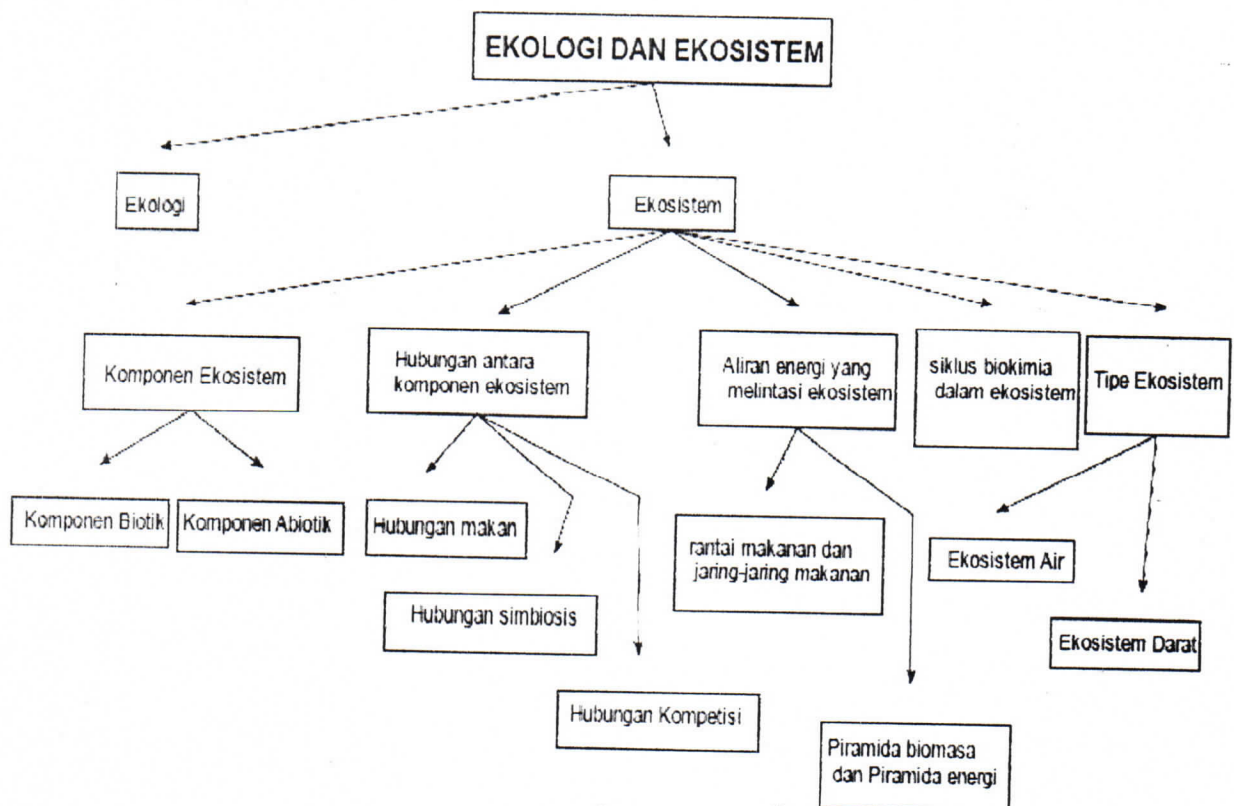 EKOLOGI DAN EKOSISTEM
Ekologi
Ekosistem
Komponen Ekosistem
Hubungan antara
komponen ekosistem
Aliran energi yang
melintasi ekosistem
siklus biokimia
dalam ekosistem
Tipe Ekosistem
Komponen Biotik
Komponen Abiotik
Hubungan makan
Hubungan simbiosis
Hubungan Kompetisi
rantai makanan dan
jaring-jaring makanan
Piramida biomasa
dan Piramida energi
Ekosistem Air
Ekosistem Darat